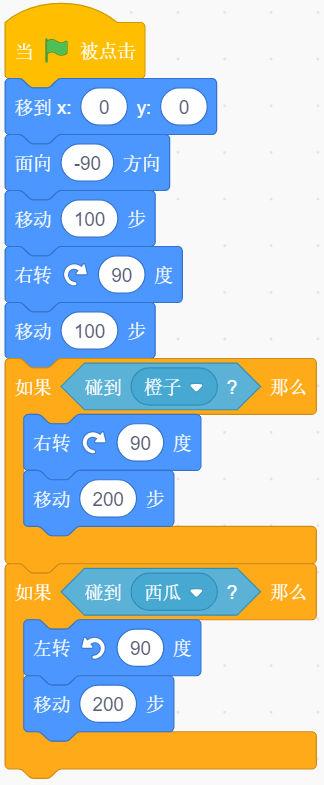 当 被点击
移到 x: 0 y: 0
面向 -90 方向
移动 100 步
右转 90 度
移动 100 步
如果 碰到 橙子 ? 那么
右转 90 度
移动 200 步
如果 碰到 西瓜 ? 那么
左转 90 度
移动 200 步